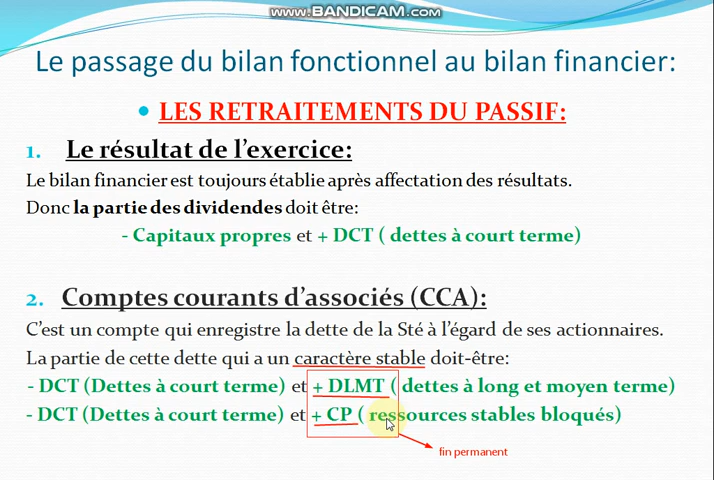 www.BANDICAM.com
Le passage du bilan fonctionnel au bilan financier:
• LES RETRAITEMENTS DU PASSIF:
1. Le résultat de l'exercice:
Le bilan financier est toujours établie après affectation des résultats.
Donc la partie des dividendes doit être:
- Capitaux propres et + DCT ( dettes à court terme)
2. Comptes courants d'associés (CCA):
C'est un compte qui enregistre la dette de la Sté à l'égard de ses actionnaires.
La partie de cette dette qui a un caractère stable doit-être:
- DCT (Dettes à court terme) et + DLMT ( dettes à long et moyen terme)
- DCT (Dettes à court terme) et + CP ( ressources stables bloqués)
fin permanent